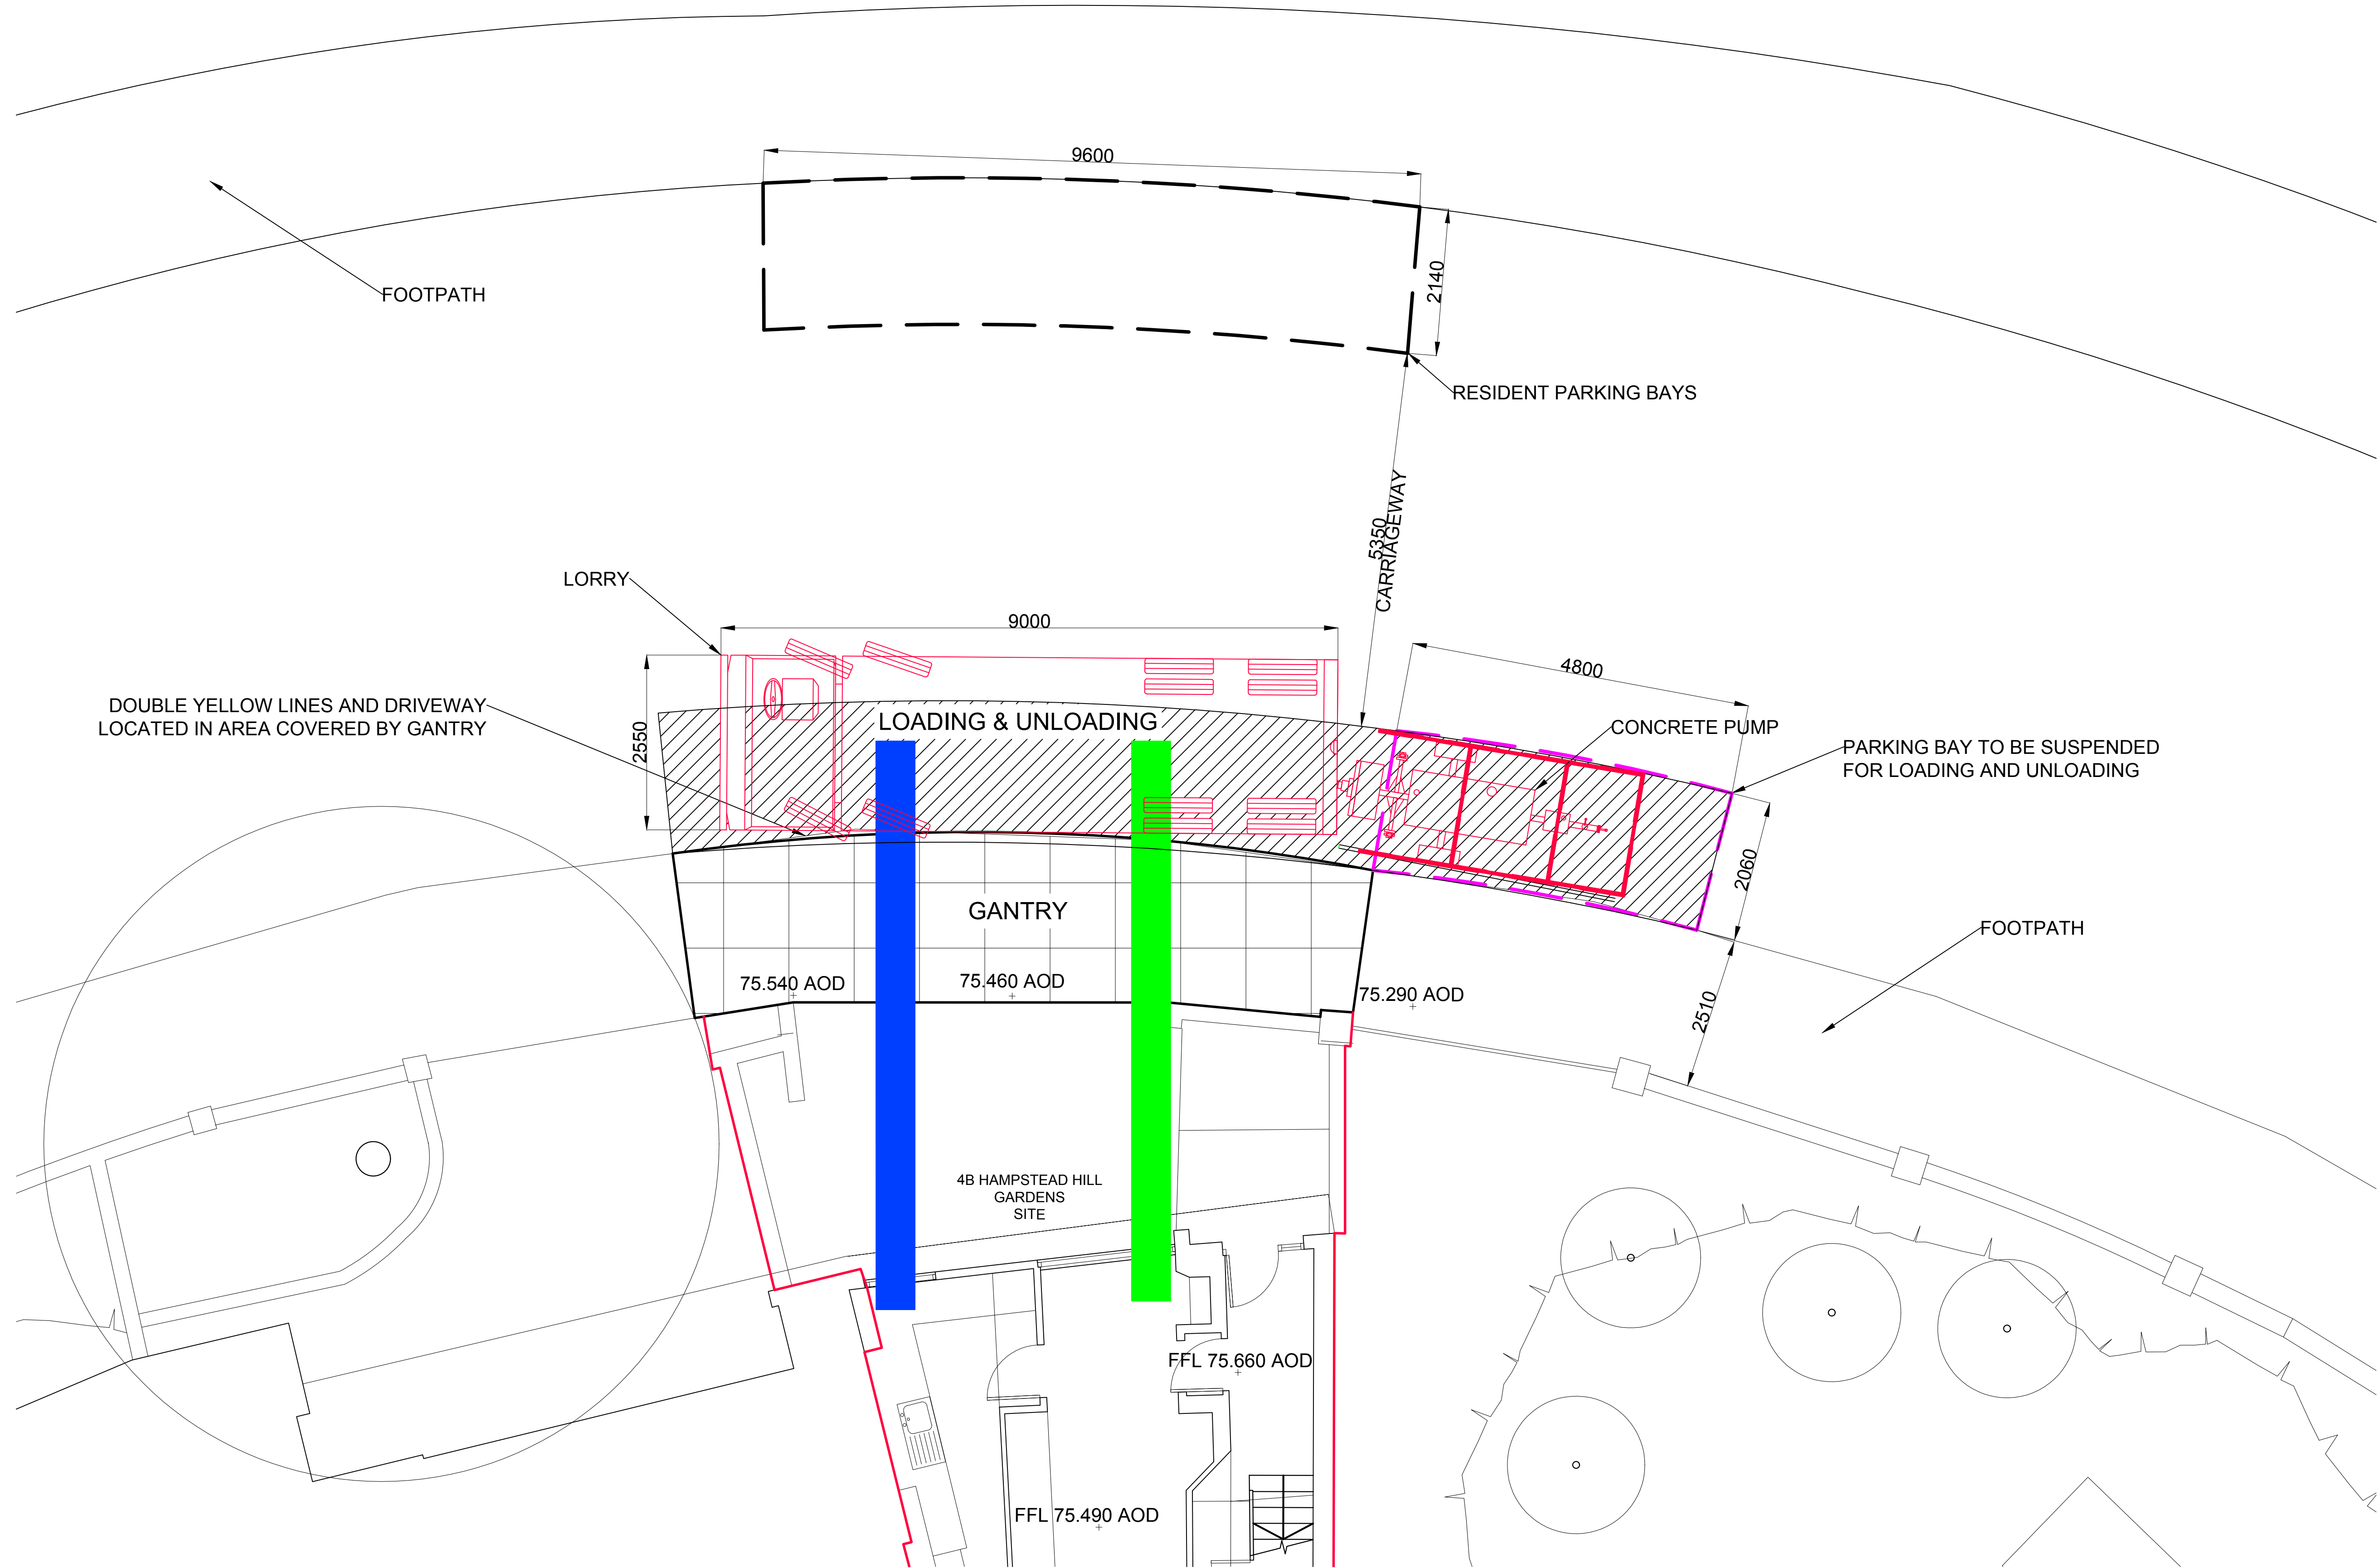 9600
2140
FOOTPATH
RESIDENT PARKING BAYS
5350
CARRIAGEWAY
LORRY
9000
4800
2550
DOUBLE YELLOW LINES AND DRIVEWAY
LOCATED IN AREA COVERED BY GANTRY
LOADING & UNLOADING
CONCRETE PUMP
PARKING BAY TO BE SUSPENDED
FOR LOADING AND UNLOADING
2060
GANTRY
FOOTPATH
75.540 AOD
75.460 AOD
75.290 AOD
2510
4B HAMPSTEAD HILL
GARDENS
SITE
FFL 75.660 AOD
FFL 75.490 AOD